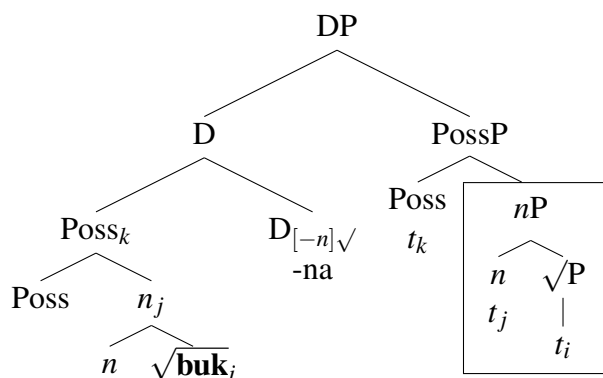 DP
D PossP
Poss_k D_{[−n]√} Poss nP
-na t_k
Poss n_j n √P
t_j
n √buk_i t_i